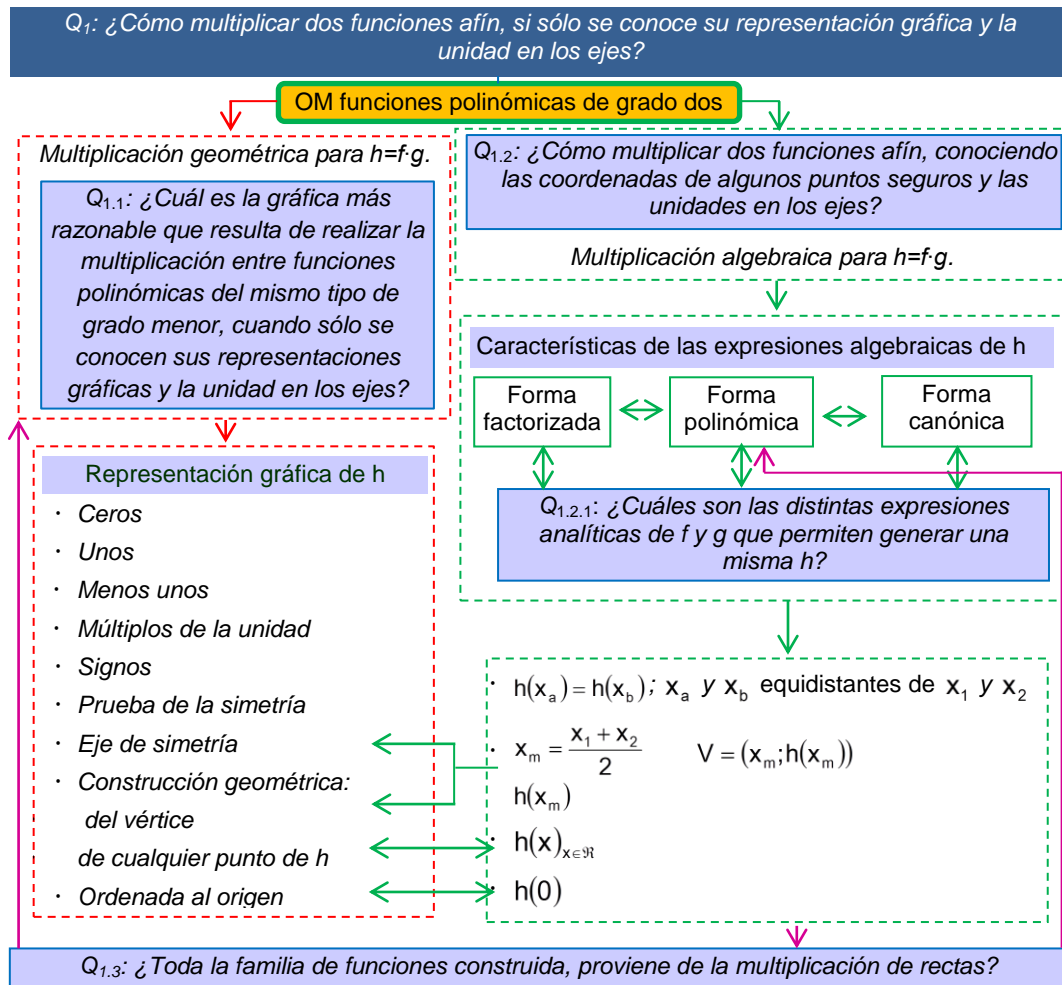 Q1: ¿Cómo multiplicar dos funciones afín, si sólo se conoce su representación gráfica y la
unidad en los ejes?
OM funciones polinómicas de grado dos
Multiplicación geométrica para h=f·g.
Q1.1: ¿Cuál es la gráfica más
razonable que resulta de realizar la
multiplicación entre funciones
polinómicas del mismo tipo de
grado menor, cuando sólo se
conocen sus representaciones
gráficas y la unidad en los ejes?
Q1.2: ¿Cómo multiplicar dos funciones afín, conociendo
las coordenadas de algunos puntos seguros y las
unidades en los ejes?
Multiplicación algebraica para h=f·g.
Características de las expresiones algebraicas de h
Forma
factorizada
Forma
polinómica
Forma
canónica
Q1.2.1: ¿Cuáles son las distintas expresiones
analíticas de f y g que permiten generar una
misma h?
Representación gráfica de h
· Ceros
· Unos
· Menos unos
· Múltiplos de la unidad
· Signos
· Prueba de la simetría
· Eje de simetría
· Construcción geométrica:
del vértice
de cualquier punto de h
· Ordenada al origen
· h(xa) = h(xb); xa y xb equidistantes de x1 y x2
· xm = (x1 + x2)/2 V = (xm; h(xm))
h(xm)
· h(x)x∈ℜ
· h(0)
Q1.3: ¿Toda la familia de funciones construida, proviene de la multiplicación de rectas?